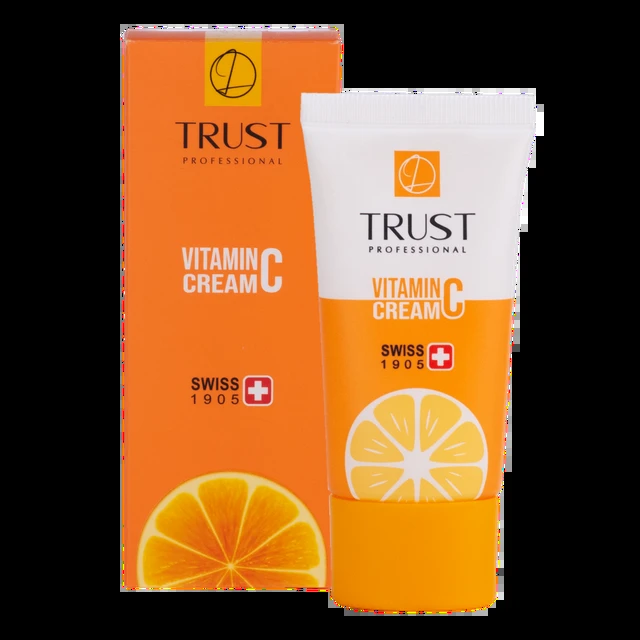 TRUST
PROFESSIONAL
VITAMIN C
CREAM
SWISS
1905
TRUST
PROFESSIONAL
VITAMIN C
CREAM
SWISS
1905